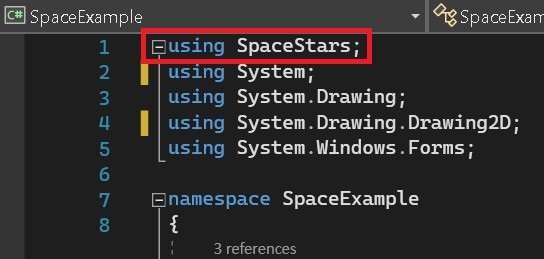 C# SpaceExample SpaceExam
1 using SpaceStars;
2 using System;
3 using System.Drawing;
4 using System.Drawing.Drawing2D;
5 using System.Windows.Forms;
6
7 namespace SpaceExample
8 {
3 references